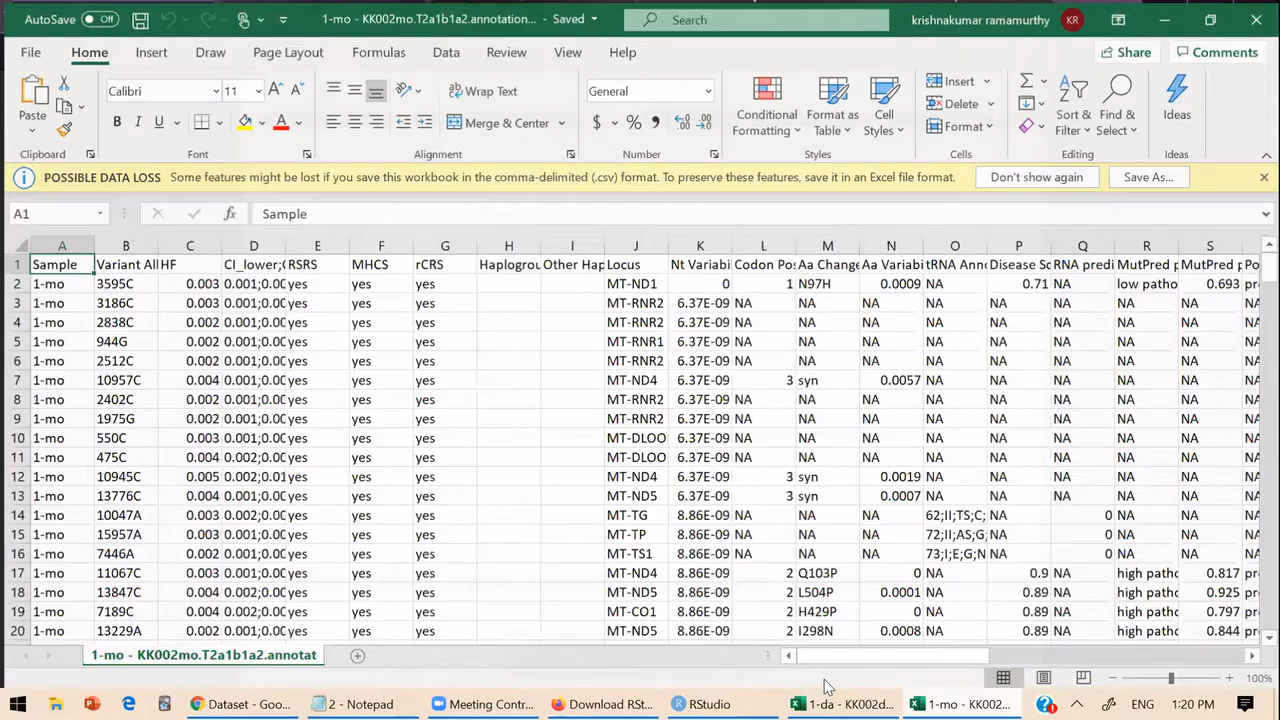 AutoSave Off 1-mo - KK002mo.T2a1b1a2.annotation... - Saved Search krishnakumar ramamurthy KR
File Home Insert Draw Page Layout Formulas Data Review View Help Share Comments
Calibri 11 Wrap Text General Insert
Paste Merge & Center Conditional Formatting Format as Table Cell Styles Delete Sort & Filter Find & Select Ideas
Format
Clipboard Font Alignment Number Styles Cells Editing Ideas
POSSIBLE DATA LOSS Some features might be lost if you save this workbook in the comma-delimited (.csv) format. To preserve these features, save it in an Excel file format. Don't show again Save As...
A1 fx Sample
A B C D E F G H I J K L M N O P Q R S
1 Sample Variant All HF CI_lower;C RSRS MHCS rCRS Haplogrou Other Hap Locus Nt Variabi Codon Pos Aa Change Aa Variabi tRNA Anno Disease Sc RNA predi MutPred p MutPred p Po
2 1-mo 3595C 0.003 0.001;0.00 yes yes yes MT-ND1 0 1 N97H 0.0009 NA 0.71 NA low patho 0.693 pr
3 1-mo 3186C 0.003 0.001;0.00 yes yes yes MT-RNR2 6.37E-09 NA NA NA NA NA NA NA NA NA
4 1-mo 2838C 0.002 0.001;0.00 yes yes yes MT-RNR2 6.37E-09 NA NA NA NA NA NA NA NA NA
5 1-mo 944G 0.002 0.001;0.00 yes yes yes MT-RNR1 6.37E-09 NA NA NA NA NA NA NA NA NA
6 1-mo 2512C 0.002 0.001;0.00 yes yes yes MT-RNR2 6.37E-09 NA NA NA NA NA NA NA NA NA
7 1-mo 10957C 0.004 0.001;0.00 yes yes yes MT-ND4 6.37E-09 3 syn 0.0057 NA NA NA NA NA NA
8 1-mo 2402C 0.002 0.001;0.00 yes yes yes MT-RNR2 6.37E-09 NA NA NA NA NA NA NA NA NA
9 1-mo 1975G 0.002 0.001;0.00 yes yes yes MT-RNR2 6.37E-09 NA NA NA NA NA NA NA NA NA
10 1-mo 550C 0.003 0.001;0.00 yes yes yes MT-DLOO 6.37E-09 NA NA NA NA NA NA NA NA NA
11 1-mo 475C 0.004 0.002;0.00 yes yes yes MT-DLOO 6.37E-09 NA NA NA NA NA NA NA NA NA
12 1-mo 10945C 0.005 0.002;0.01 yes yes yes MT-ND4 6.37E-09 3 syn 0.0019 NA NA NA NA NA NA
13 1-mo 13776C 0.004 0.001;0.00 yes yes yes MT-ND5 6.37E-09 3 syn 0.0007 NA NA NA NA NA NA
14 1-mo 10047A 0.003 0.002;0.00 yes yes yes MT-TG 8.86E-09 NA NA NA 62;II;TS;C; NA 0 NA NA NA
15 1-mo 15957A 0.003 0.001;0.00 yes yes yes MT-TP 8.86E-09 NA NA NA 72;II;AS;G; NA 0 NA NA NA
16 1-mo 7446A 0.002 0.001;0.00 yes yes yes MT-TS1 8.86E-09 NA NA NA 73;I;E;G;N NA 0 NA NA NA
17 1-mo 11067C 0.003 0.001;0.00 yes yes yes MT-ND4 8.86E-09 2 Q103P 0 NA 0.9 NA high patho 0.817 pr
18 1-mo 13847C 0.004 0.002;0.00 yes yes yes MT-ND5 8.86E-09 2 L504P 0.0001 NA 0.89 NA high patho 0.925 pr
19 1-mo 7189C 0.004 0.002;0.00 yes yes yes MT-CO1 8.86E-09 2 H429P 0 NA 0.89 NA high patho 0.797 pr
20 1-mo 13229A 0.002 0.001;0.00 yes yes yes MT-ND5 8.86E-09 2 I298N 0.0008 NA 0.89 NA high patho 0.844 pr
1-mo - KK002mo.T2a1b1a2.annotat
100%
Dataset - Goo... 2 - Notepad Meeting Contr... Download RSt... RStudio 1-da - KK002d... 1-mo - KK002... 1:20 PM